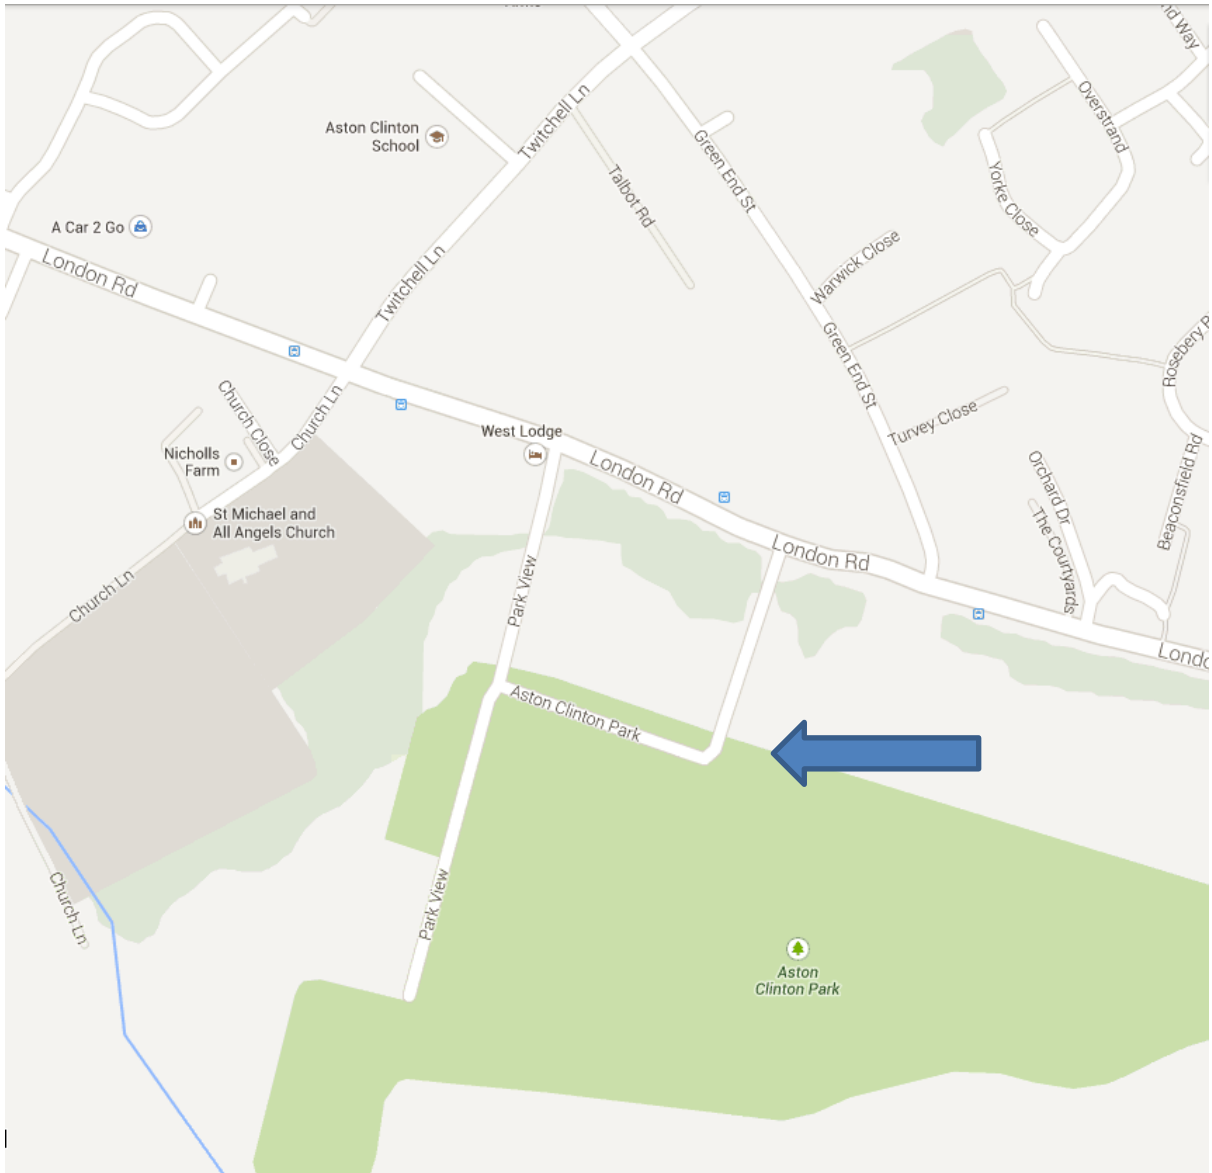 Twitchell Ln
Aston Clinton
School
Talbot Rd
Green End St
Overstrand
Yorke Close
A Car 2 Go
London Rd
Twitchell Ln
Warwick Close
Green End St
Church Close
Church Ln
West Lodge
Turvey Close
Nicholls
Farm
London Rd
Orchard Dr
The Courtyards
Beaconsfield Rd
St Michael and
All Angels Church
London Rd
Church Ln
Park View
Aston Clinton Park
Church Ln
Park View
Aston
Clinton Park